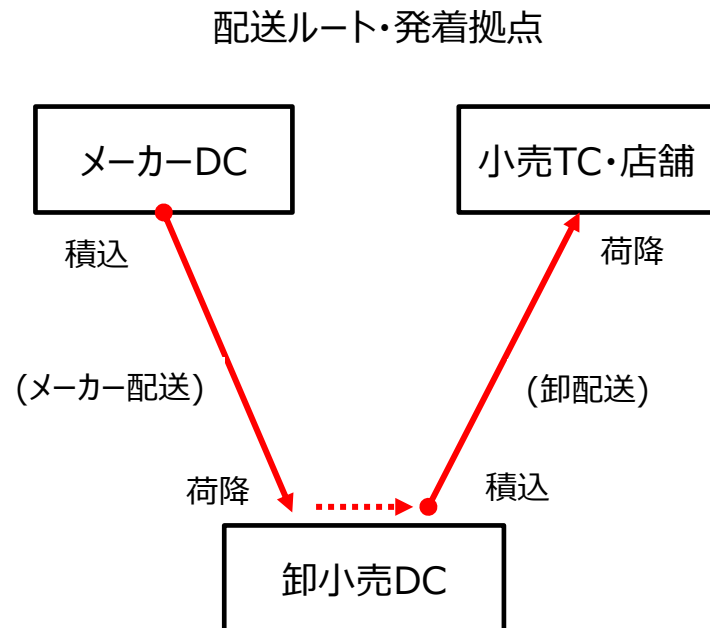 配送ルート・発着拠点
メーカーDC
小売TC・店舗
積込
荷降
(メーカー配送)
(卸配送)
荷降
積込
卸小売DC